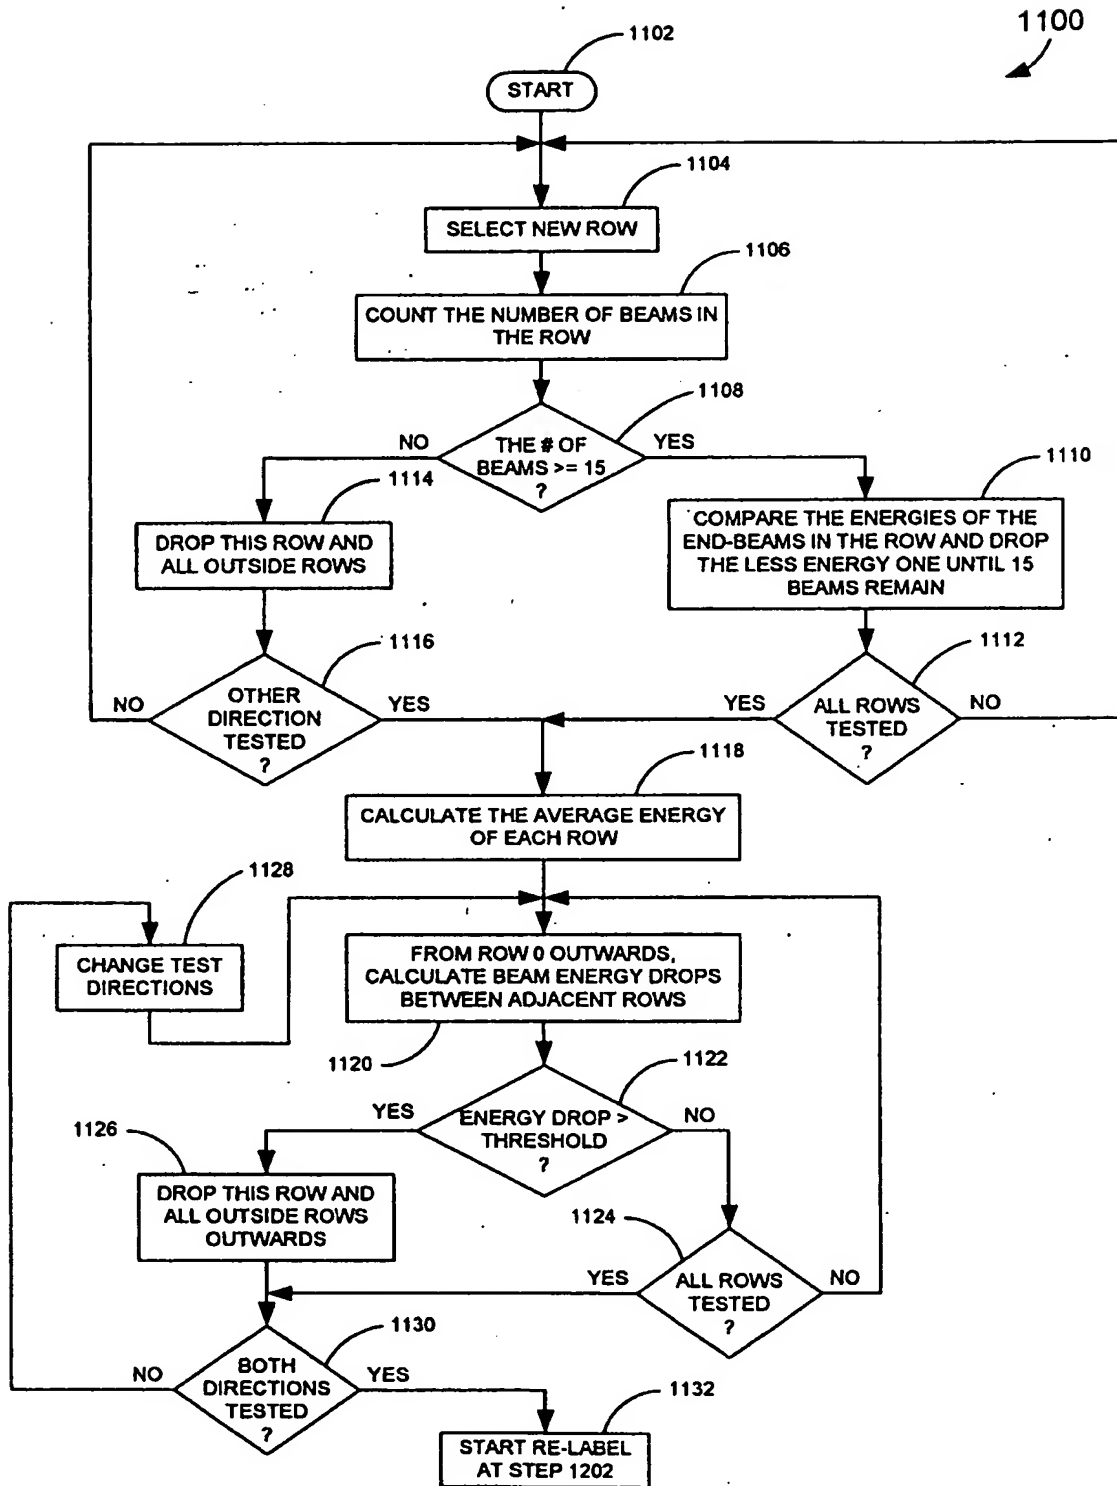 1100
1102
START
1104
SELECT NEW ROW
1106
COUNT THE NUMBER OF BEAMS IN
THE ROW
1108
NO
THE # OF
BEAMS >= 15
?
YES
1114
1110
DROP THIS ROW AND
ALL OUTSIDE ROWS
COMPARE THE ENERGIES OF THE
END-BEAMS IN THE ROW AND DROP
THE LESS ENERGY ONE UNTIL 15
BEAMS REMAIN
1116
1112
NO
OTHER
DIRECTION
TESTED
?
YES
YES
ALL ROWS
TESTED
?
NO
1118
CALCULATE THE AVERAGE ENERGY
OF EACH ROW
1128
CHANGE TEST
DIRECTIONS
FROM ROW 0 OUTWARDS,
CALCULATE BEAM ENERGY DROPS
BETWEEN ADJACENT ROWS
1120
1122
YES
ENERGY DROP >
THRESHOLD
?
NO
1126
DROP THIS ROW AND
ALL OUTSIDE ROWS
OUTWARDS
1124
YES
ALL ROWS
TESTED
?
NO
1130
NO
BOTH
DIRECTIONS
TESTED
?
YES
1132
START RE-LABEL
AT STEP 1202